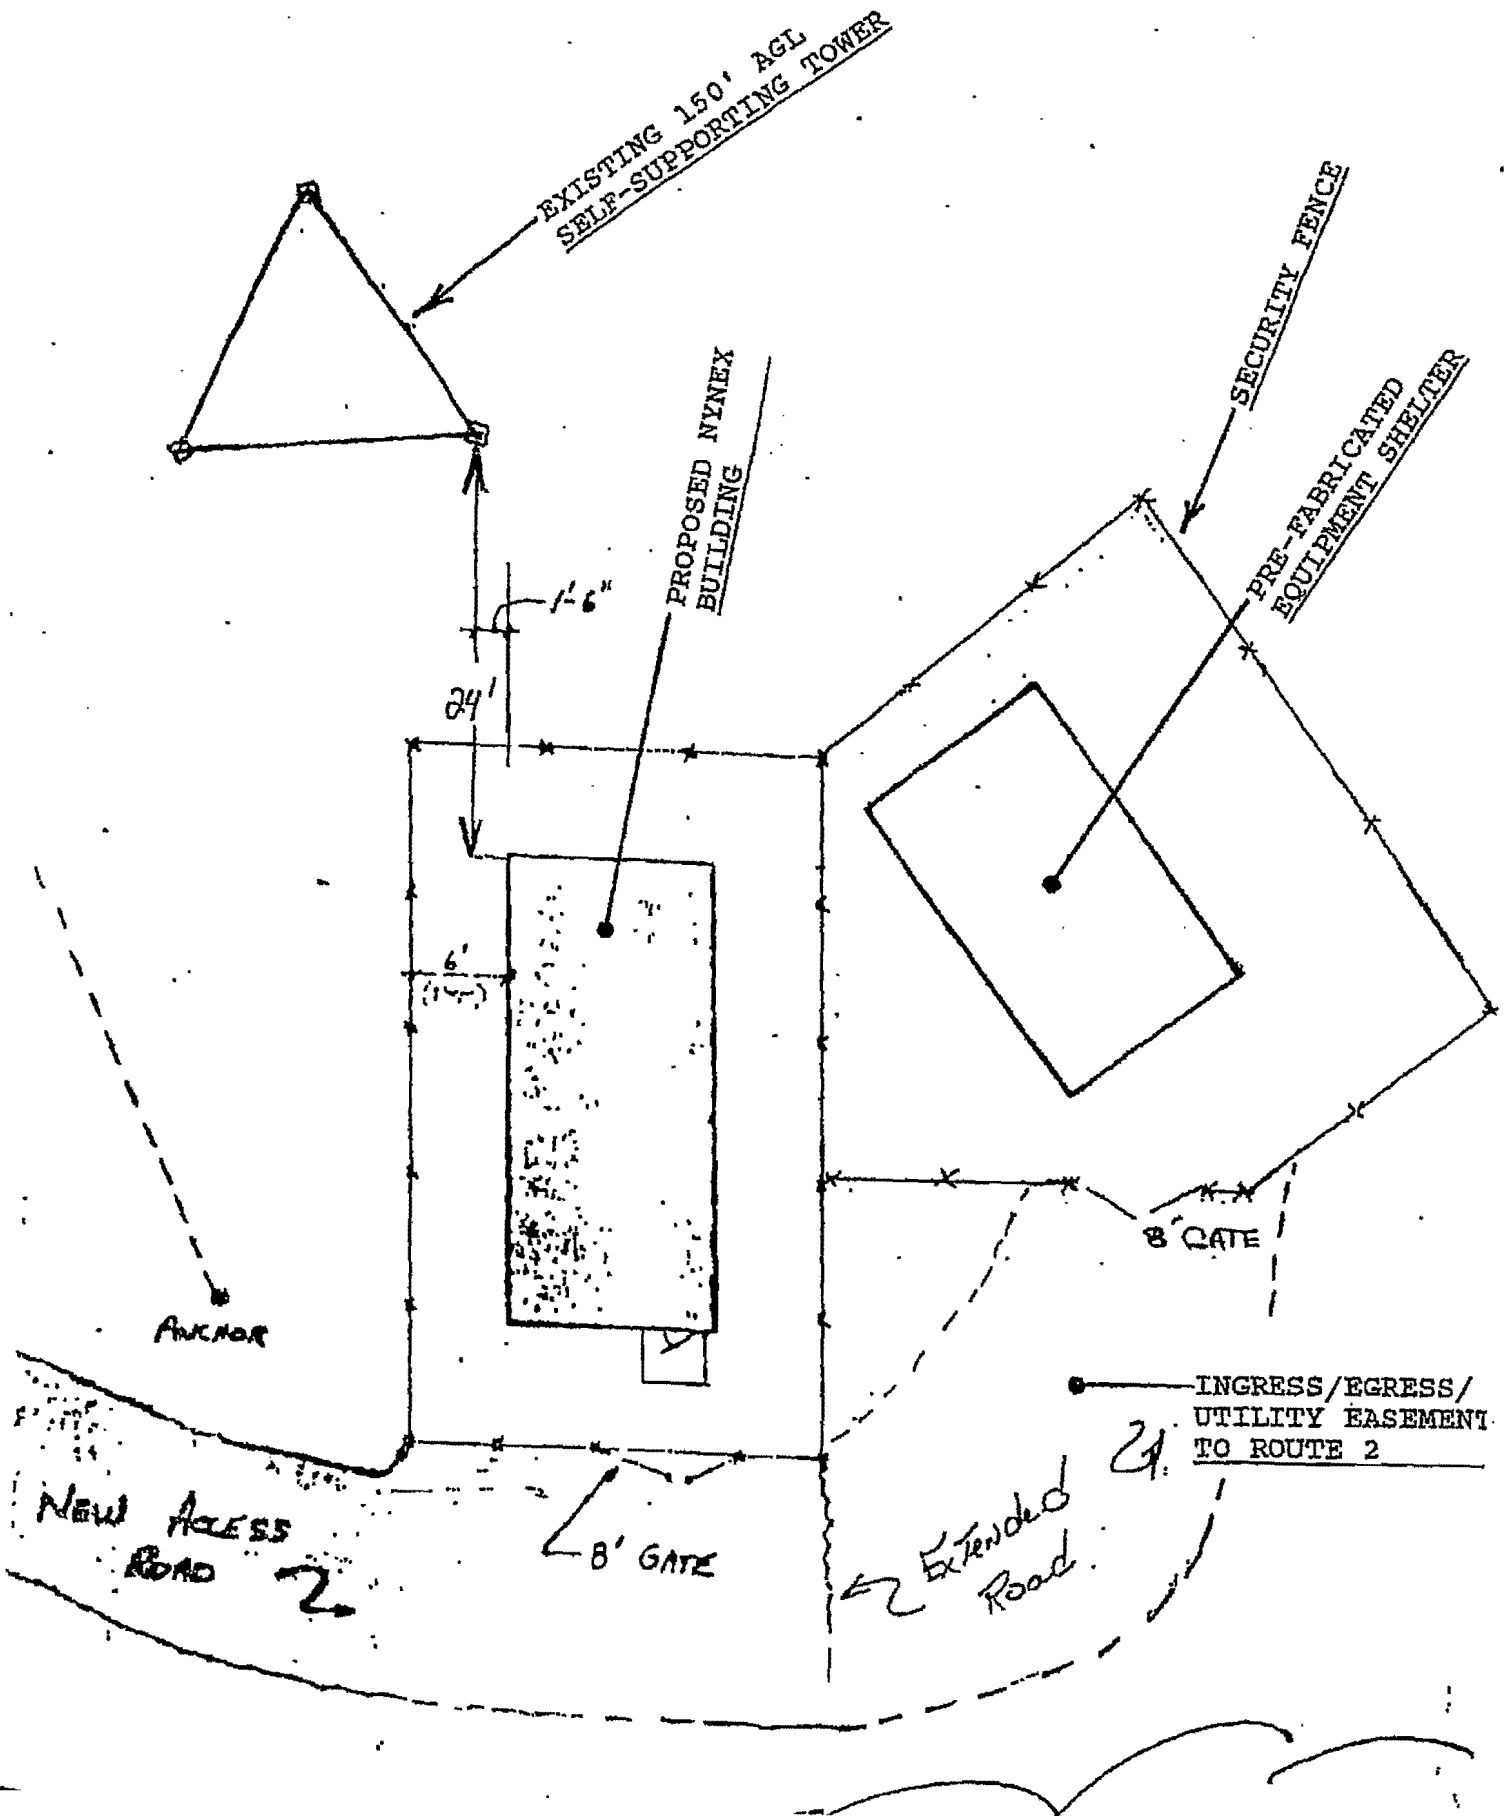 EXISTING 150' AGL
SELF-SUPPORTING TOWER
SECURITY FENCE
PROPOSED NYNEX
BUILDING
PRE-FABRICATED
EQUIPMENT SHELTER
1'-6"
24'
6'
8' GATE
ANCHOR
INGRESS/EGRESS/
UTILITY EASEMENT
TO ROUTE 2
NEW ACCESS
ROAD
8' GATE
Extended
Road